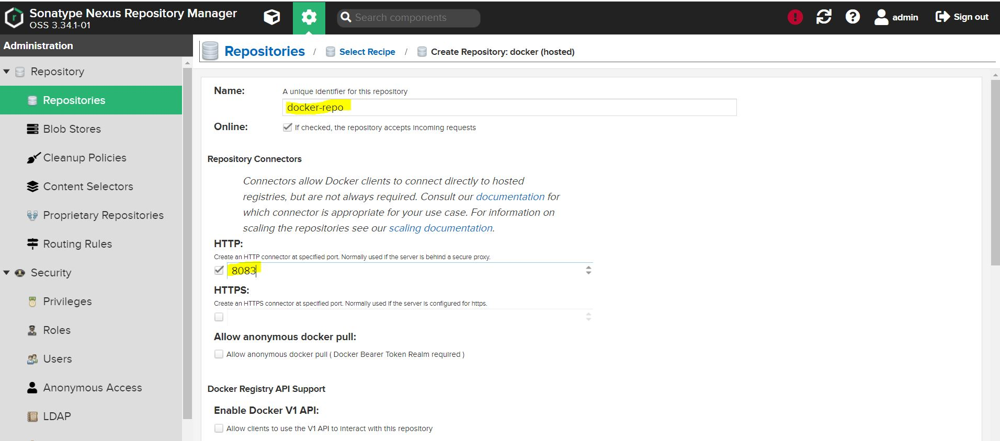 Sonatype Nexus Repository Manager
OSS 3.34.1-01
Search components
admin
Sign out
Administration
Repository
Repositories
Blob Stores
Cleanup Policies
Content Selectors
Proprietary Repositories
Routing Rules
Security
Privileges
Roles
Users
Anonymous Access
LDAP
Repositories / Select Recipe / Create Repository: docker (hosted)
Name:
A unique identifier for this repository
docker-repo
Online:
If checked, the repository accepts incoming requests
Repository Connectors
Connectors allow Docker clients to connect directly to hosted
registries, but are not always required. Consult our documentation for
which connector is appropriate for your use case. For information on
scaling the repositories see our scaling documentation.
HTTP:
Create an HTTP connector at specified port. Normally used if the server is behind a secure proxy.
8083
HTTPS:
Create an HTTPS connector at specified port. Normally used if the server is configured for https.
Allow anonymous docker pull:
Allow anonymous docker pull ( Docker Bearer Token Realm required )
Docker Registry API Support
Enable Docker V1 API:
Allow clients to use the V1 API to interact with this repository